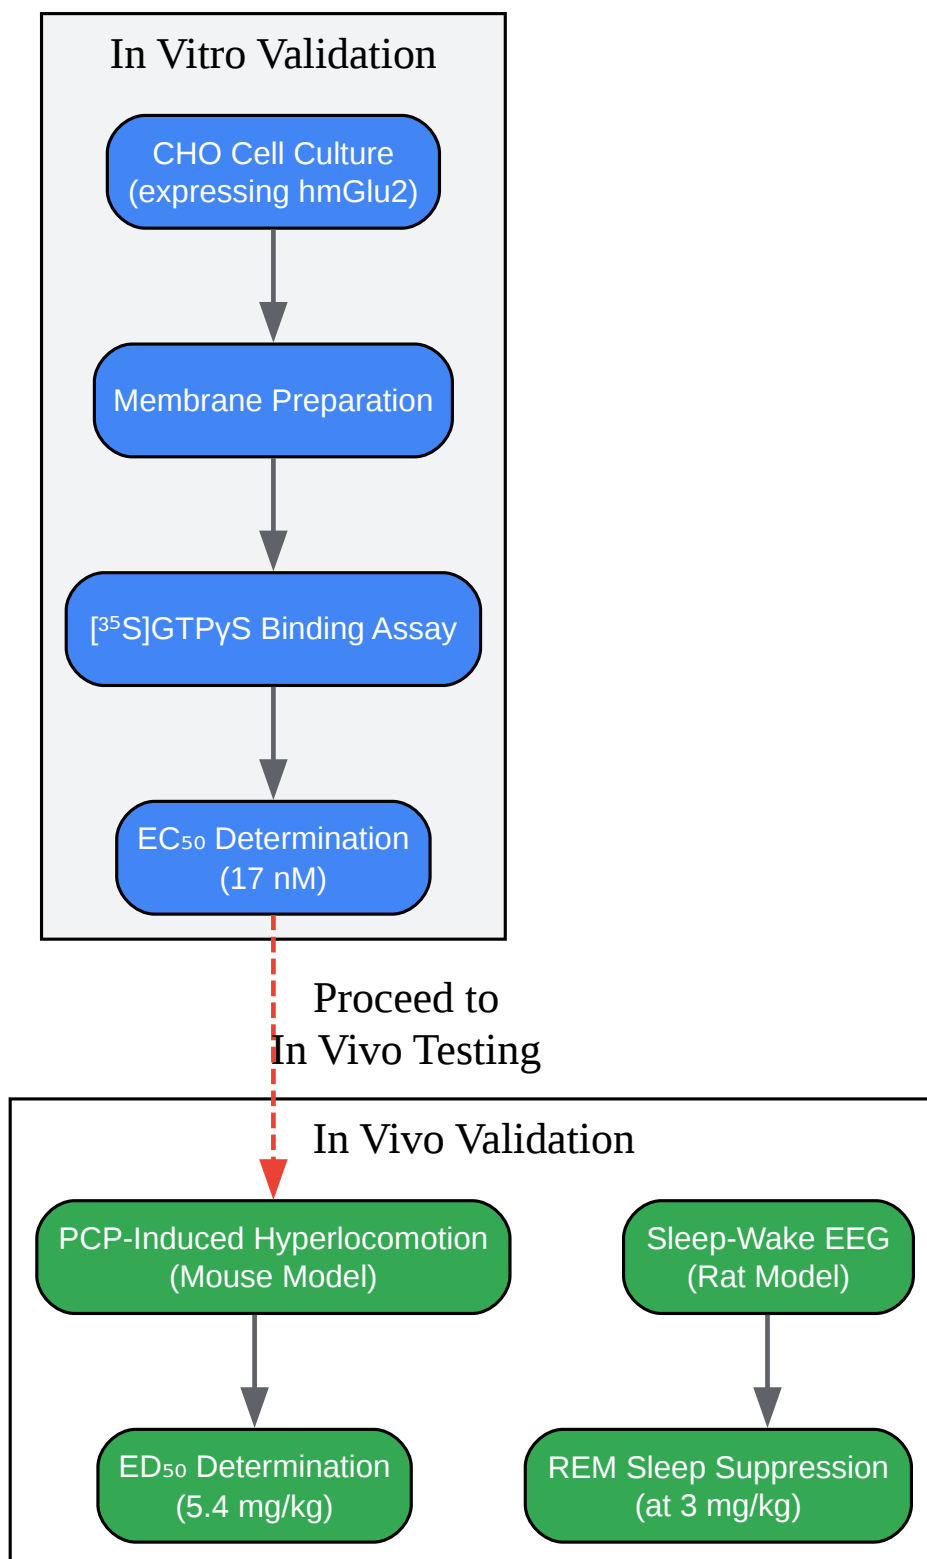 In Vitro Validation
CHO Cell Culture
(expressing hmGlu2)
Membrane Preparation
[³⁵S]GTPγS Binding Assay
EC₅₀ Determination
(17 nM)
Proceed to
In Vivo Testing
In Vivo Validation
PCP-Induced Hyperlocomotion
(Mouse Model)
Sleep-Wake EEG
(Rat Model)
ED₅₀ Determination
(5.4 mg/kg)
REM Sleep Suppression
(at 3 mg/kg)